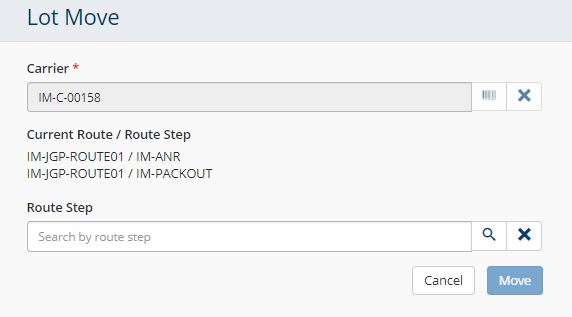 Lot Move
Carrier *
IM-C-00158
Current Route / Route Step
IM-JGP-ROUTE01 / IM-ANR
IM-JGP-ROUTE01 / IM-PACKOUT
Route Step
Search by route step
Cancel Move